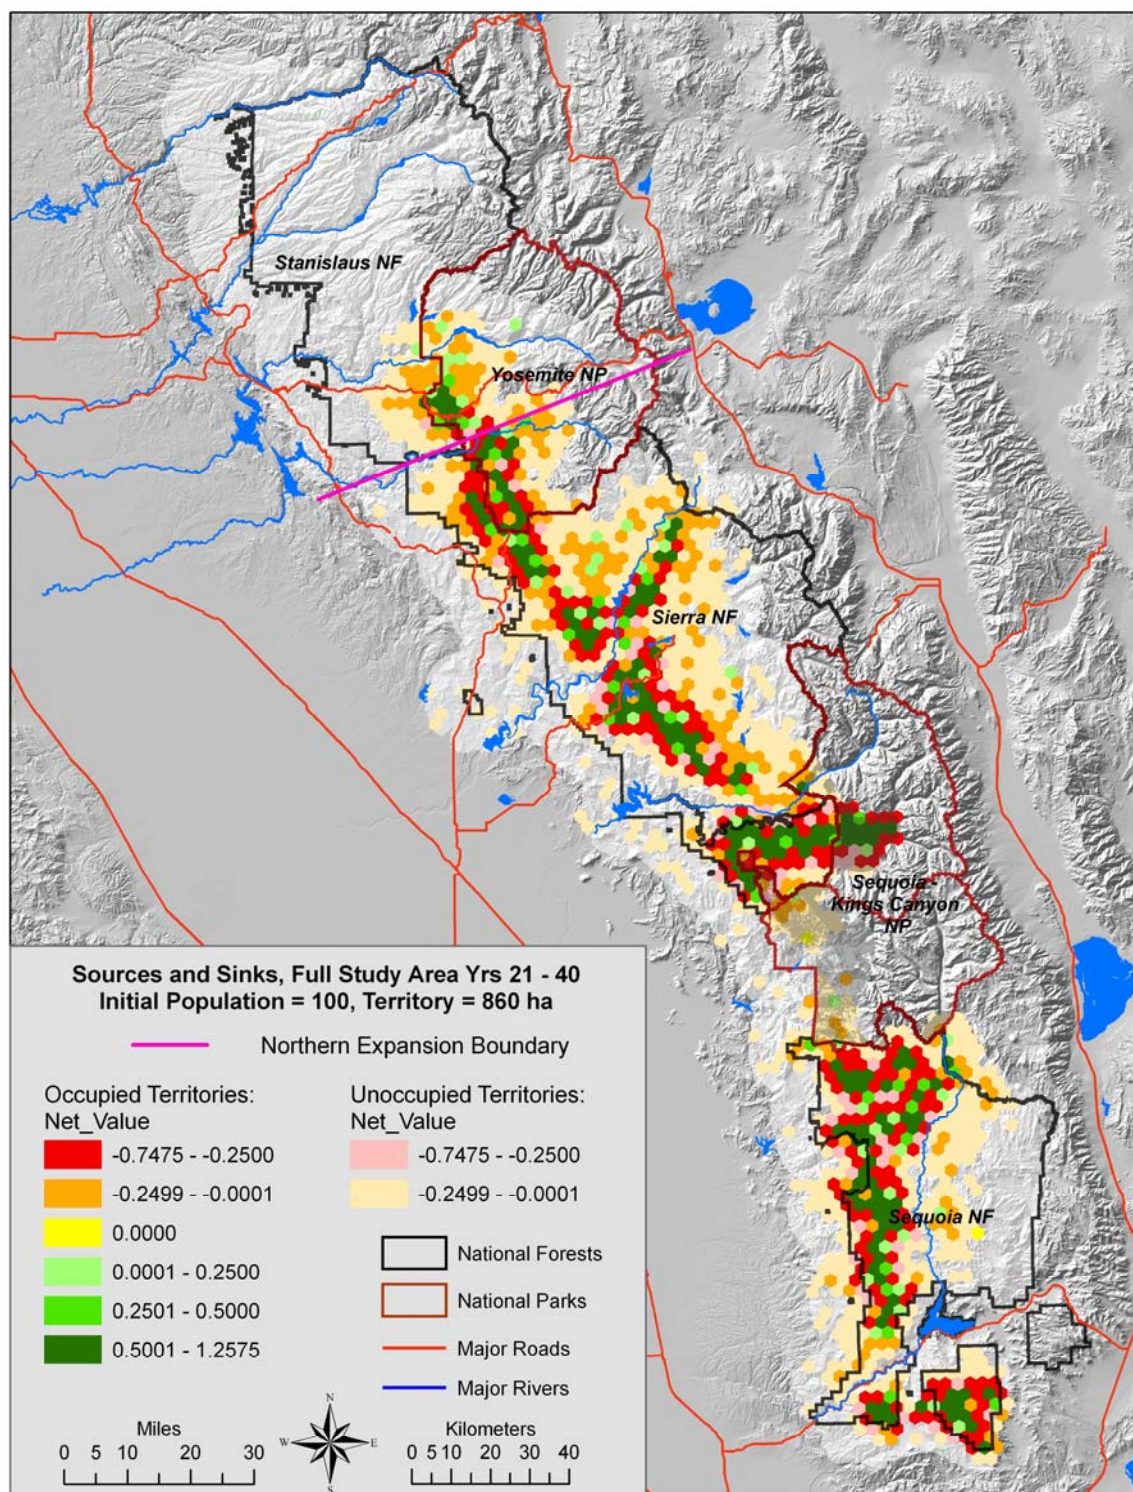 Stanislaus NF
Yosemite NP
Sierra NF
Sequoia -
Kings Canyon
NP
Sequoia NF
Sources and Sinks, Full Study Area Yrs 21 - 40
Initial Population = 100, Territory = 860 ha
Northern Expansion Boundary
Occupied Territories:
Net_Value
-0.7475 - -0.2500
-0.2499 - -0.0001
0.0000
0.0001 - 0.2500
0.2501 - 0.5000
0.5001 - 1.2575
Unoccupied Territories:
Net_Value
-0.7475 - -0.2500
-0.2499 - -0.0001
National Forests
National Parks
Major Roads
Major Rivers
Miles
0 5 10 20 30
N
W E
S
Kilometers
0 5 10 20 30 40